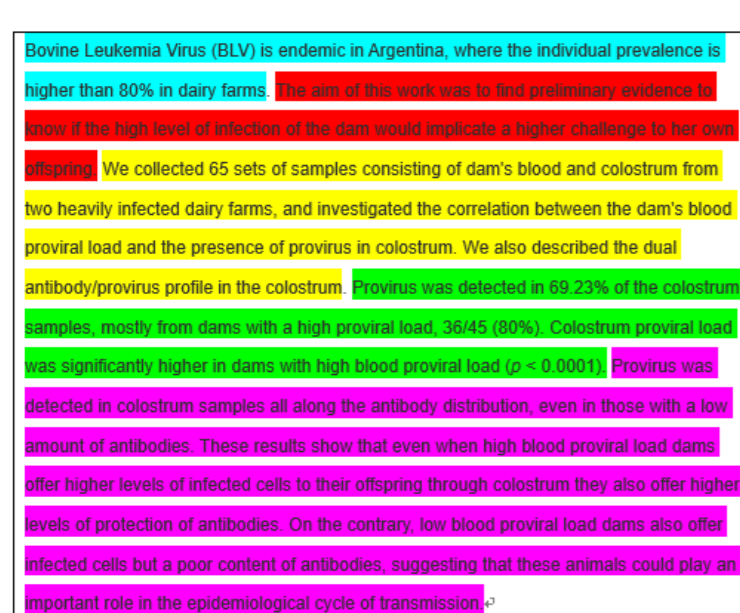 Bovine Leukemia Virus (BLV) is endemic in Argentina, where the individual prevalence is
higher than 80% in dairy farms. The aim of this work was to find preliminary evidence to
know if the high level of infection of the dam would implicate a higher challenge to her own
offspring. We collected 65 sets of samples consisting of dam's blood and colostrum from
two heavily infected dairy farms, and investigated the correlation between the dam's blood
proviral load and the presence of provirus in colostrum. We also described the dual
antibody/provirus profile in the colostrum. Provirus was detected in 69.23% of the colostrum
samples, mostly from dams with a high proviral load, 36/45 (80%). Colostrum proviral load
was significantly higher in dams with high blood proviral load (p < 0.0001). Provirus was
detected in colostrum samples all along the antibody distribution, even in those with a low
amount of antibodies. These results show that even when high blood proviral load dams
offer higher levels of infected cells to their offspring through colostrum they also offer higher
levels of protection of antibodies. On the contrary, low blood proviral load dams also offer
infected cells but a poor content of antibodies, suggesting that these animals could play an
important role in the epidemiological cycle of transmission.